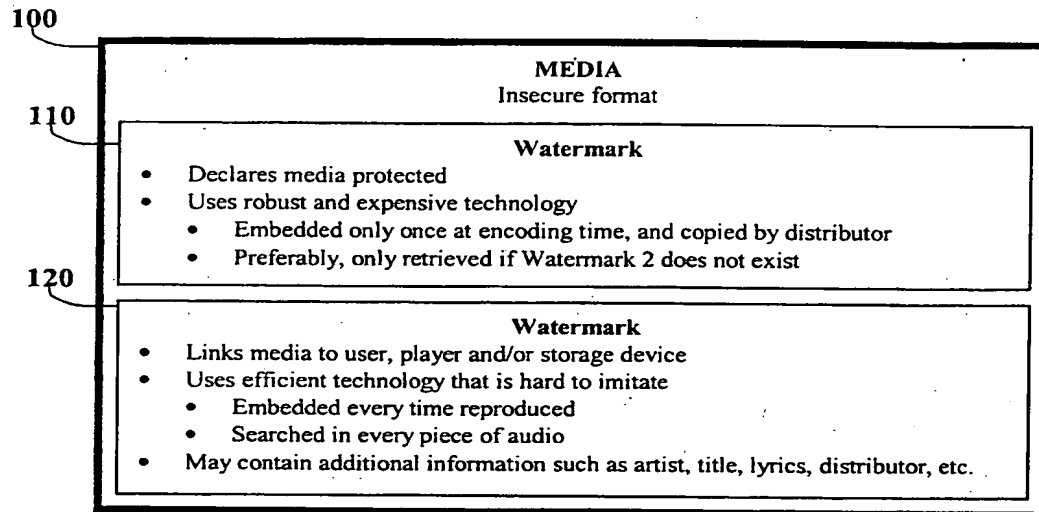 100
MEDIA
Insecure format
110
Watermark
• Declares media protected
• Uses robust and expensive technology
• Embedded only once at encoding time, and copied by distributor
• Preferably, only retrieved if Watermark 2 does not exist
120
Watermark
• Links media to user, player and/or storage device
• Uses efficient technology that is hard to imitate
• Embedded every time reproduced
• Searched in every piece of audio
• May contain additional information such as artist, title, lyrics, distributor, etc.